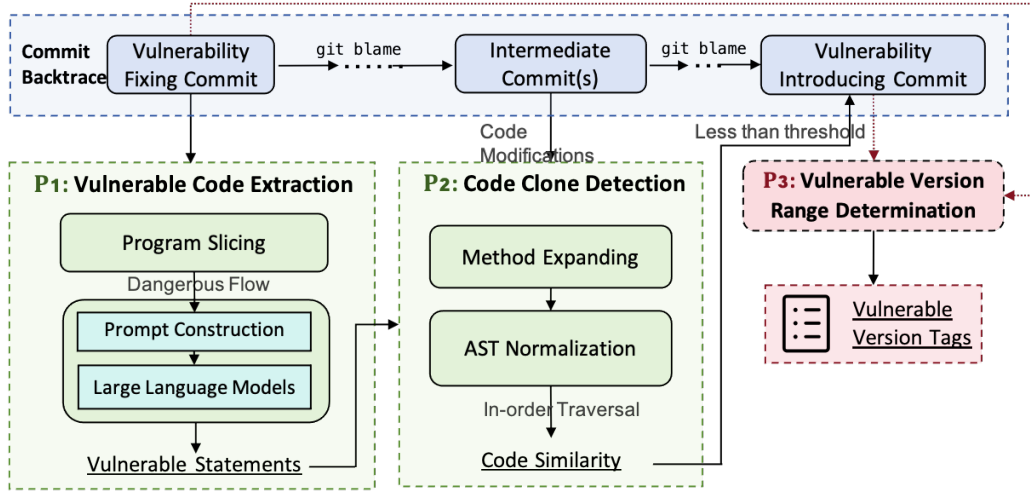 Commit
Backtrace
Vulnerability
Fixing Commit
git blame
Intermediate
Commit(s)
git blame
Vulnerability
Introducing Commit
Code
Modifications
Less than threshold
P1: Vulnerable Code Extraction
Program Slicing
Dangerous Flow
Prompt Construction
Large Language Models
Vulnerable Statements
P2: Code Clone Detection
Method Expanding
AST Normalization
In-order Traversal
Code Similarity
P3: Vulnerable Version
Range Determination
Vulnerable
Version Tags